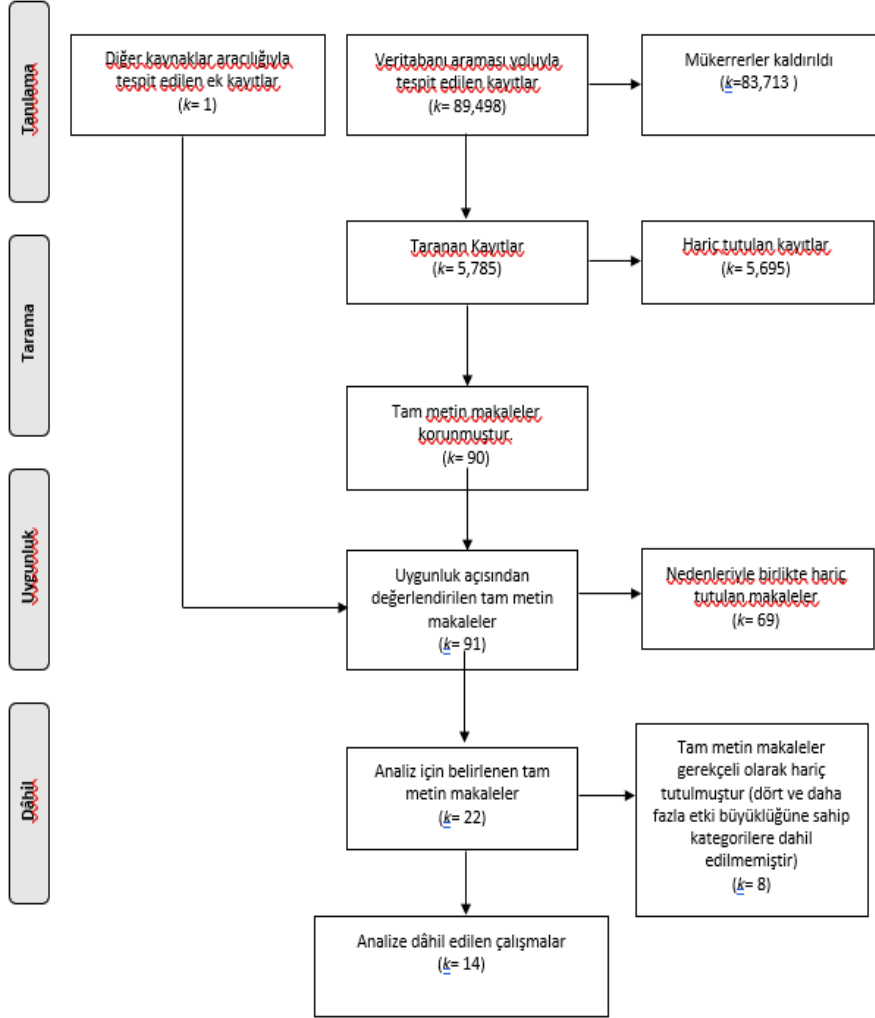 Tanılama
Diğer kaynaklar aracılığıyla
tespit edilen ek kayıtlar
(k= 1)
Veritabanı araması yoluyla
tespit edilen kayıtlar
(k= 89,498)
Mükerrerler kaldırıldı
(k=83,713 )
Tarama
Taranan Kayıtlar
(k= 5,785)
Hariç tutulan kayıtlar
(k= 5,695)
Tam metin makaleler
korunmuştur.
(k= 90)
Uygunluk
Uygunluk açısından
değerlendirilen tam metin
makaleler
(k= 91)
Nedenleriyle birlikte hariç
tutulan makaleler
(k= 69)
Dâhil
Analiz için belirlenen tam
metin makaleler
(k= 22)
Tam metin makaleler
gerekçeli olarak hariç
tutulmuştur (dört ve daha
fazla etki büyüklüğüne sahip
kategorilere dahil
edilmemiştir)
(k= 8)
Analize dâhil edilen çalışmalar
(k= 14)